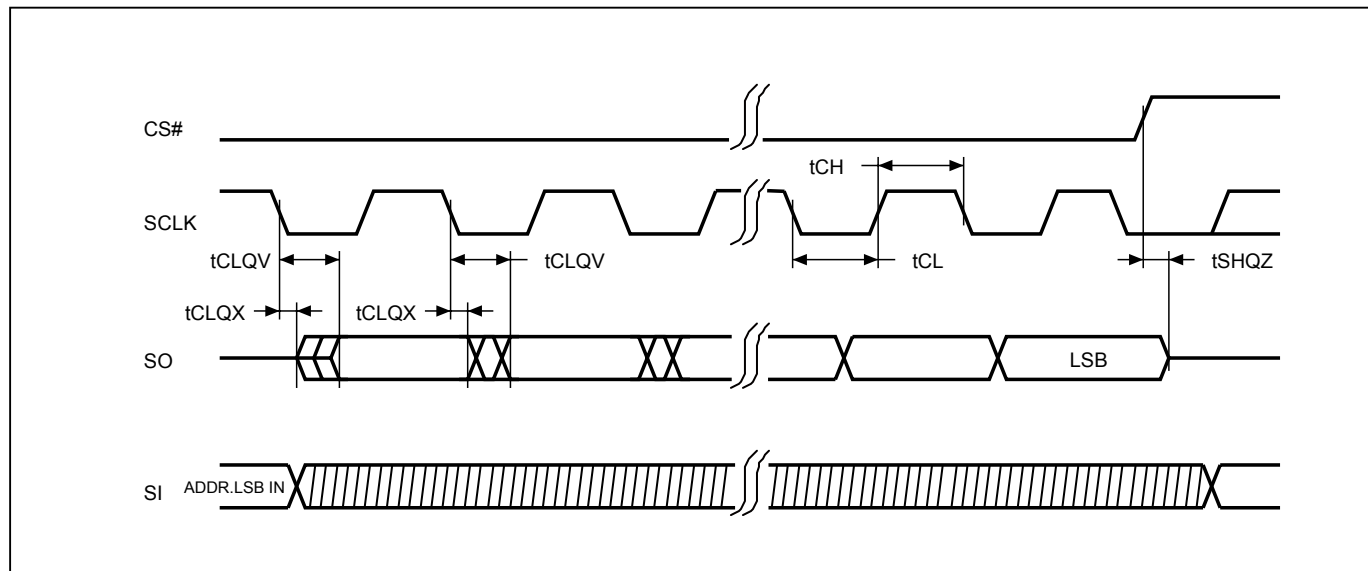 CS#
tCH
SCLK
tCLQV
tCLQV
tCL
tSHQZ
tCLQX
tCLQX
SO
LSB
SI
ADDR.LSB IN